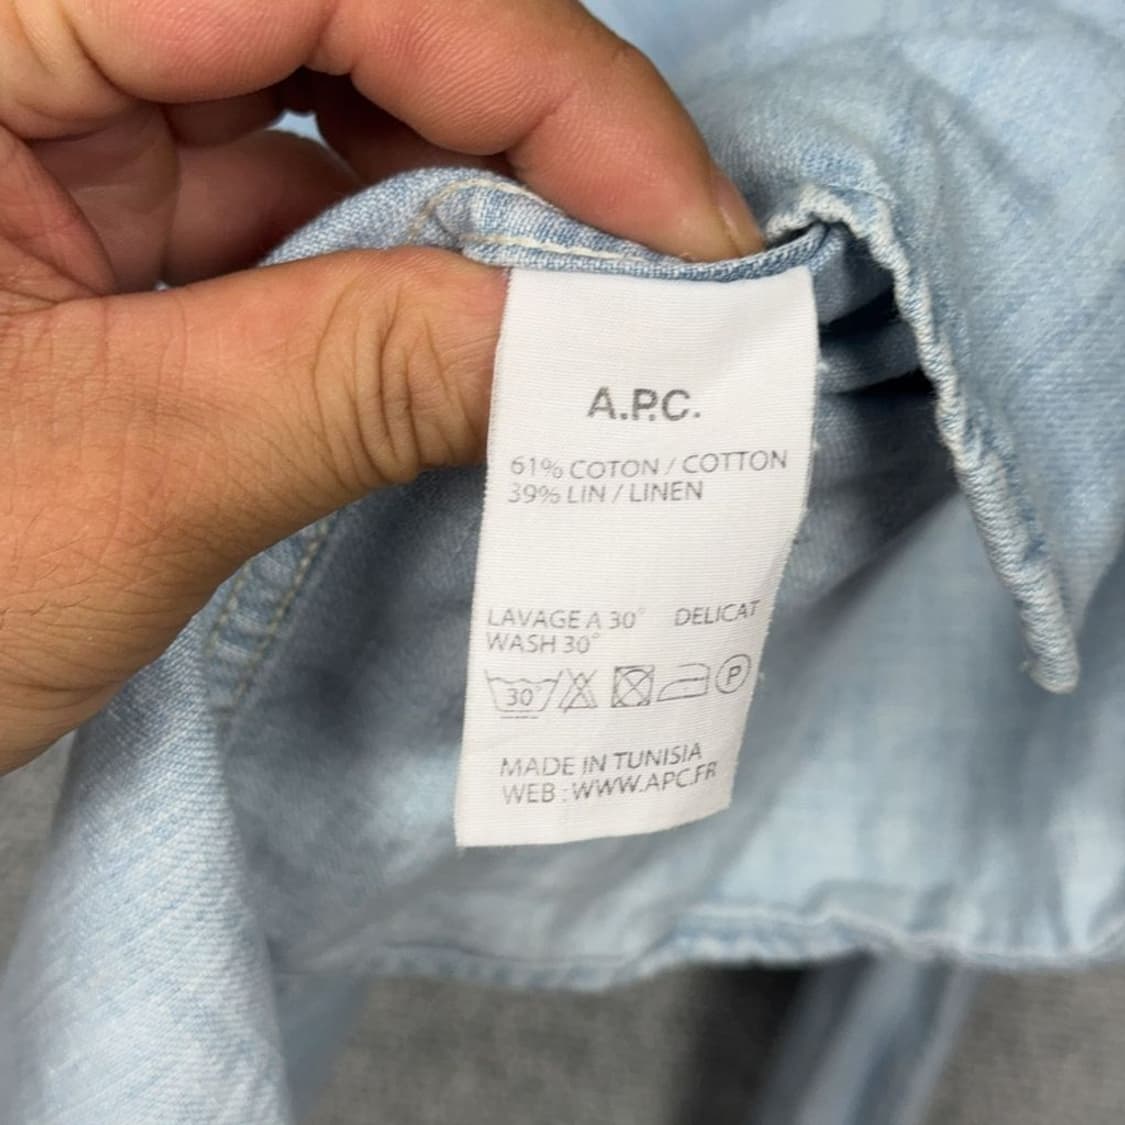 A.P.C.
61% COTON / COTTON
39% LIN / LINEN
LAVAGE A 30° DELICAT
WASH 30°
30° P
MADE IN TUNISIA
WEB : WWW.APC.FR